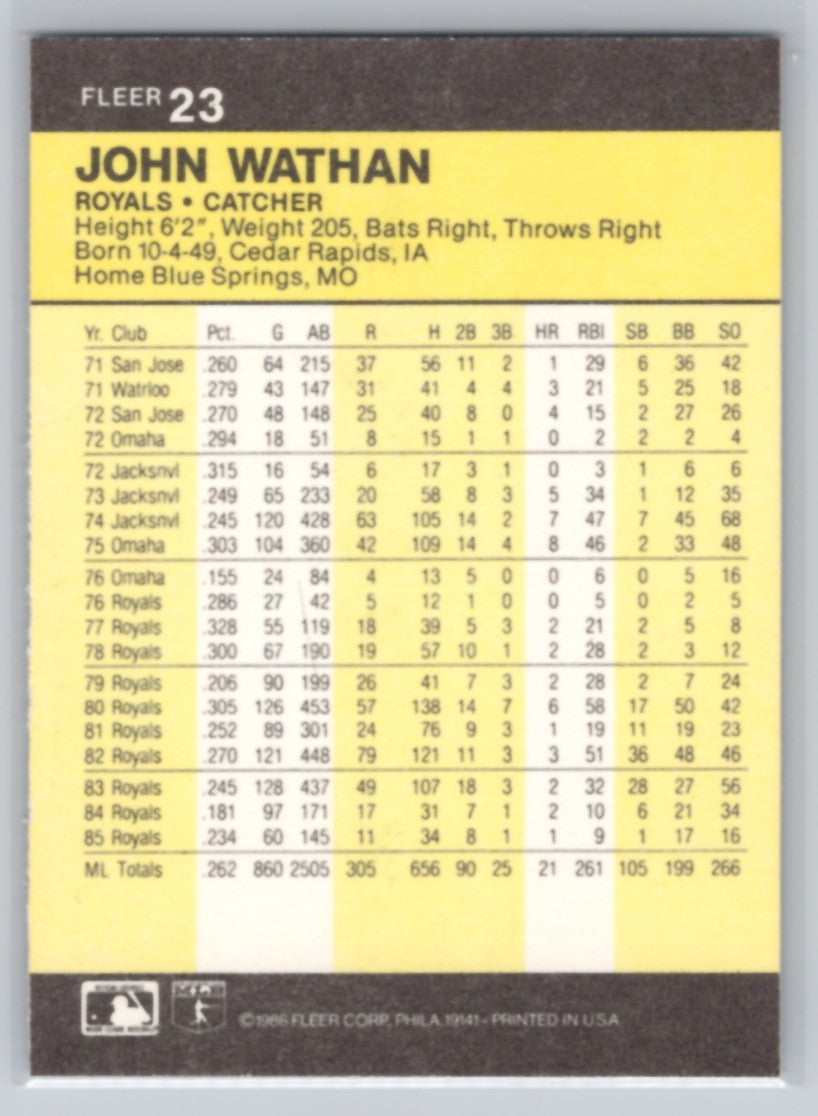 FLEER 23
JOHN WATHAN
ROYALS • CATCHER
Height 6'2", Weight 205, Bats Right, Throws Right
Born 10-4-49, Cedar Rapids, IA
Home Blue Springs, MO
Yr. Club Pct. G AB R H 2B 3B HR RBI SB BB SO
71 San Jose .260 64 215 37 56 11 2 1 29 6 36 42
71 Watrloo .279 43 147 31 41 4 4 3 21 5 25 18
72 San Jose .270 48 148 25 40 8 0 4 15 2 27 26
72 Omaha .294 18 51 8 15 1 1 0 2 2 2 4
72 Jacksnvl .315 16 54 6 17 3 1 0 3 1 6 6
73 Jacksnvl .249 65 233 20 58 8 3 5 34 1 12 35
74 Jacksnvl .245 120 428 63 105 14 2 7 47 7 45 68
75 Omaha .303 104 360 42 109 14 4 8 46 2 33 48
76 Omaha .155 24 84 4 13 5 0 0 6 0 5 16
76 Royals .286 27 42 5 12 1 0 0 5 0 2 5
77 Royals .328 55 119 18 39 5 3 2 21 2 5 8
78 Royals .300 67 190 19 57 10 1 2 28 2 3 12
79 Royals .206 90 199 26 41 7 3 2 28 2 7 24
80 Royals .305 126 453 57 138 14 7 6 58 17 50 42
81 Royals .252 89 301 24 76 9 3 1 19 11 19 23
82 Royals .270 121 448 79 121 11 3 3 51 36 48 46
83 Royals .245 128 437 49 107 18 3 2 32 28 27 56
84 Royals .181 97 171 17 31 7 1 2 10 6 21 34
85 Royals .234 60 145 11 34 8 1 1 9 1 17 16
ML Totals .262 860 2505 305 656 90 25 21 261 105 199 266
©1986 FLEER CORP. PHILA. 19141 - PRINTED IN U.S.A.